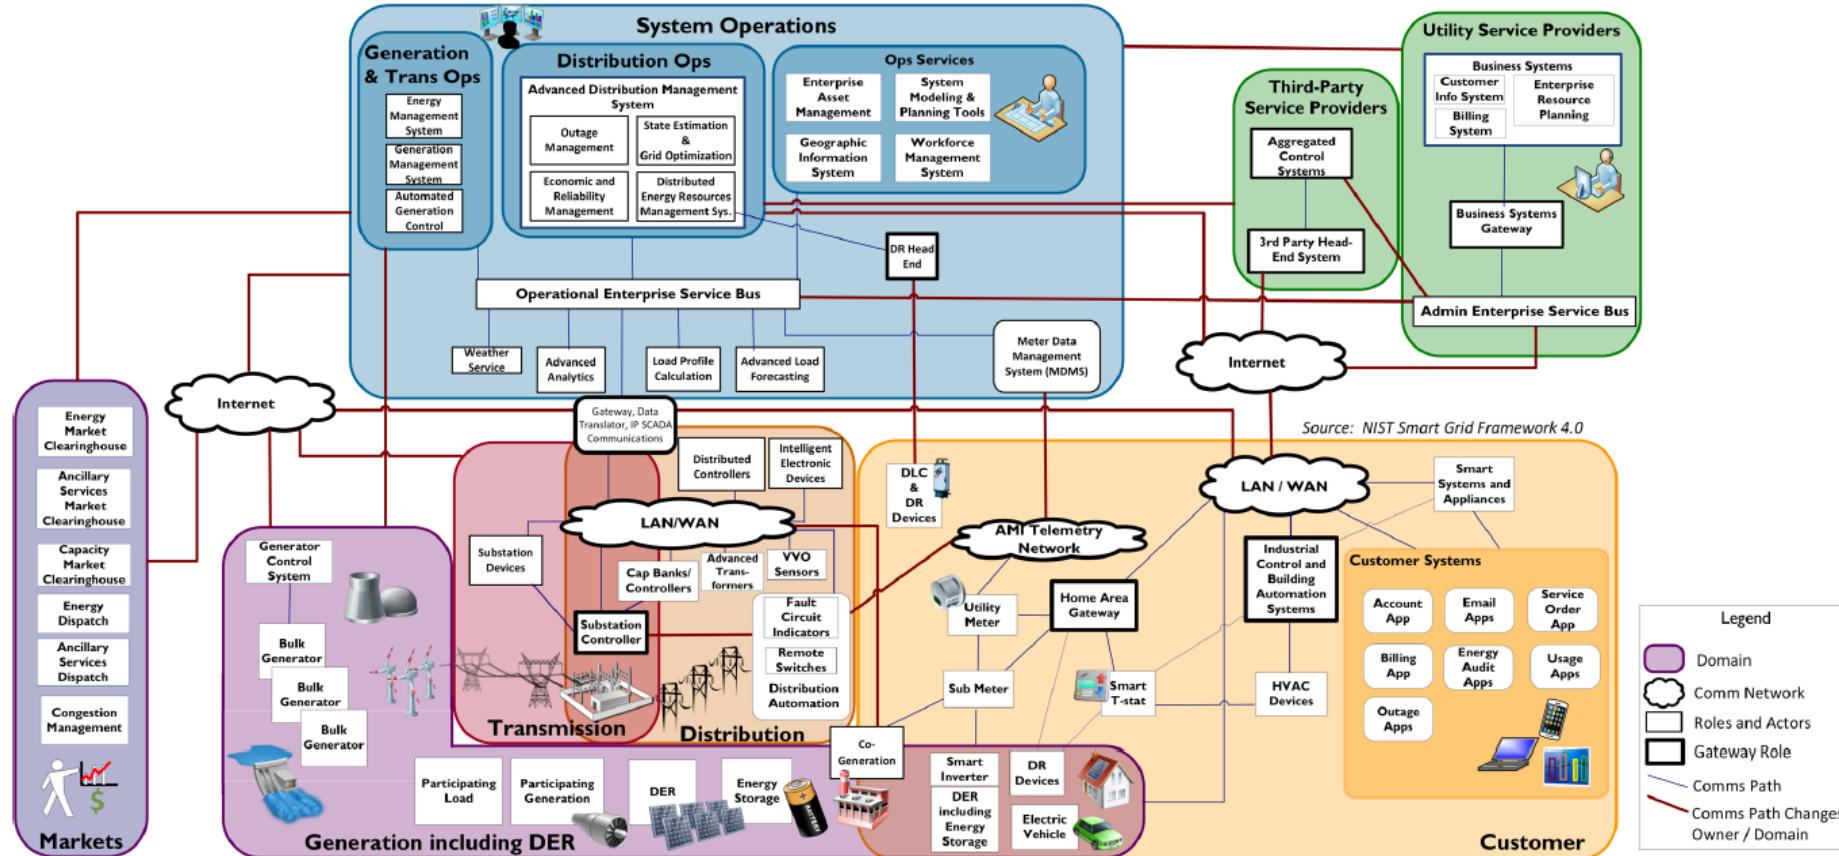 System Operations
Generation
& Trans Ops
Energy
Management
System
Generation
Management
System
Automated
Generation
Control
Distribution Ops
Advanced Distribution Management
System
Outage
Management
State Estimation
&
Grid Optimization
Economic and
Reliability
Management
Distributed
Energy Resources
Management Sys.
Ops Services
Enterprise
Asset
Management
System
Modeling &
Planning Tools
Geographic
Information
System
Workforce
Management
System
DR Head
End
Operational Enterprise Service Bus
Weather
Service
Advanced
Analytics
Load Profile
Calculation
Advanced Load
Forecasting
Meter Data
Management
System (MDMS)
Third-Party
Service Providers
Aggregated
Control
Systems
3rd Party Head-
End System
Utility Service Providers
Business Systems
Customer
Info System
Billing
System
Enterprise
Resource
Planning
Business Systems
Gateway
Admin Enterprise Service Bus
Internet
Internet
Gateway, Data
Translator, IP SCADA
Communications
Source: NIST Smart Grid Framework 4.0
Energy
Market
Clearinghouse
Ancillary
Services
Market
Clearinghouse
Capacity
Market
Clearinghouse
Energy
Dispatch
Ancillary
Services
Dispatch
Congestion
Management
$
Markets
Generator
Control
System
Bulk
Generator
Bulk
Generator
Bulk
Generator
Participating
Load
Participating
Generation
DER
Energy
Storage
BATTERY
Generation including DER
Distributed
Controllers
Intelligent
Electronic
Devices
LAN/WAN
Substation
Devices
Cap Banks/
Controllers
Advanced
Trans-
formers
VVO
Sensors
Substation
Controller
Fault
Circuit
Indicators
Remote
Switches
Distribution
Automation
Transmission
Distribution
Co-
Generation
DLC
&
DR
Devices
AMI Telemetry
Network
LAN / WAN
Smart
Systems and
Appliances
Utility
Meter
Home Area
Gateway
Industrial
Control and
Building
Automation
Systems
Sub Meter
Smart
T-stat
HVAC
Devices
Smart
Inverter
DER
including
Energy
Storage
DR
Devices
Electric
Vehicle
Customer Systems
Account
App
Email
Apps
Service
Order
App
Billing
App
Energy
Audit
Apps
Usage
Apps
Outage
Apps
Customer
Legend
Domain
Comm Network
Roles and Actors
Gateway Role
Comms Path
Comms Path Changes
Owner / Domain